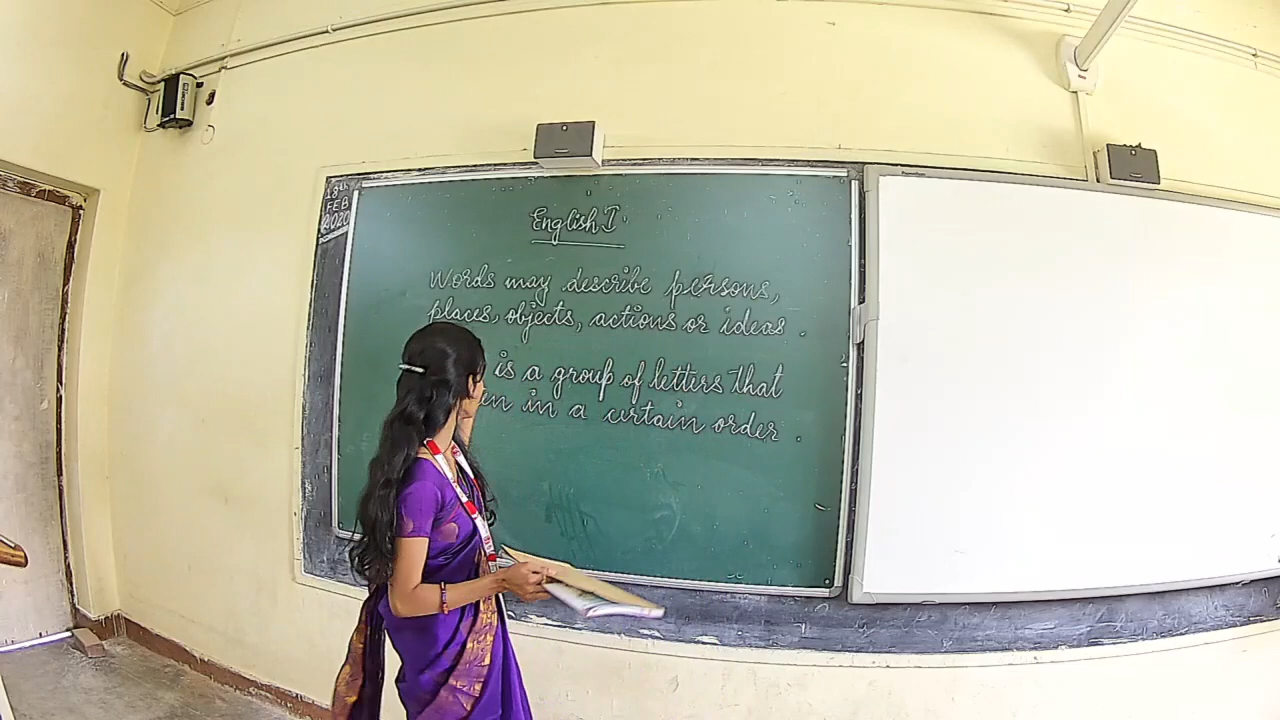 18th
FEB
2020
English I
Words may describe persons,
places, objects, actions or ideas.
is a group of letters that
in a certain order.